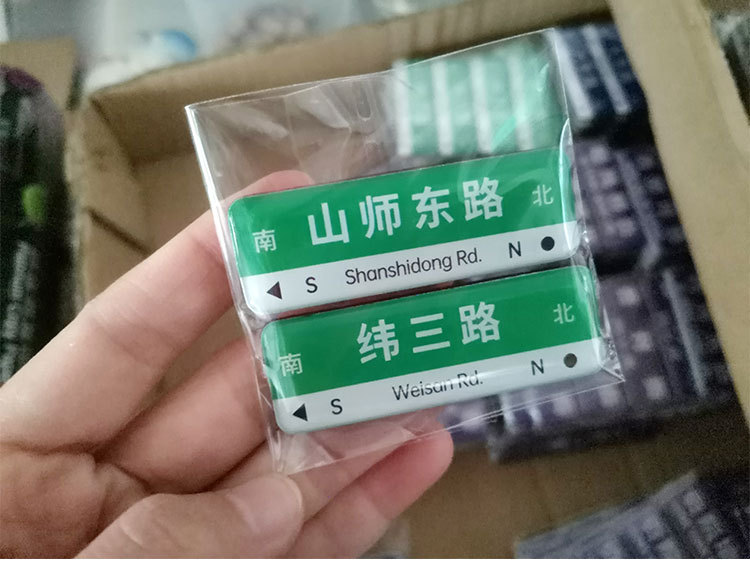 南 山师东路 北
◀ S Shanshidong Rd. N ●
南 纬三路 北
◀ S Weisan Rd. N ●